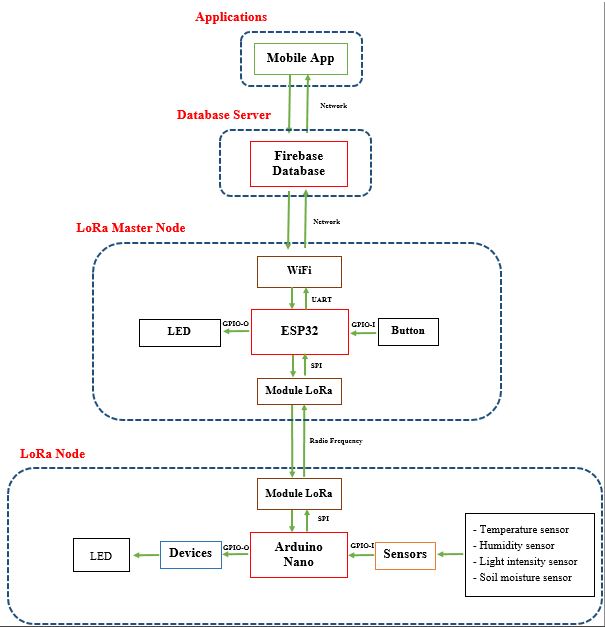 Applications
Mobile App
Network
Database Server
Firebase
Database
Network
LoRa Master Node
WiFi
UART
LED
GPIO-O
ESP32
GPIO-I
Button
SPI
Module LoRa
Radio Frequency
LoRa Node
Module LoRa
SPI
LED
Devices
GPIO-O
Arduino
Nano
GPIO-I
Sensors
- Temperature sensor
- Humidity sensor
- Light intensity sensor
- Soil moisture sensor